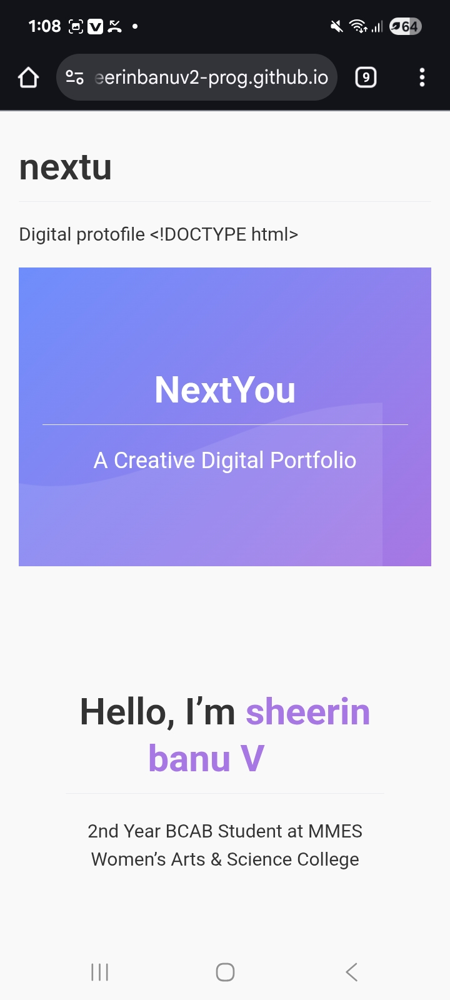 1:08
64
eerinbanuv2-prog.github.io
9
nextu
Digital protofile <!DOCTYPE html>
NextYou
A Creative Digital Portfolio
Hello, I’m sheerin
banu V
2nd Year BCAB Student at MMES
Women’s Arts & Science College